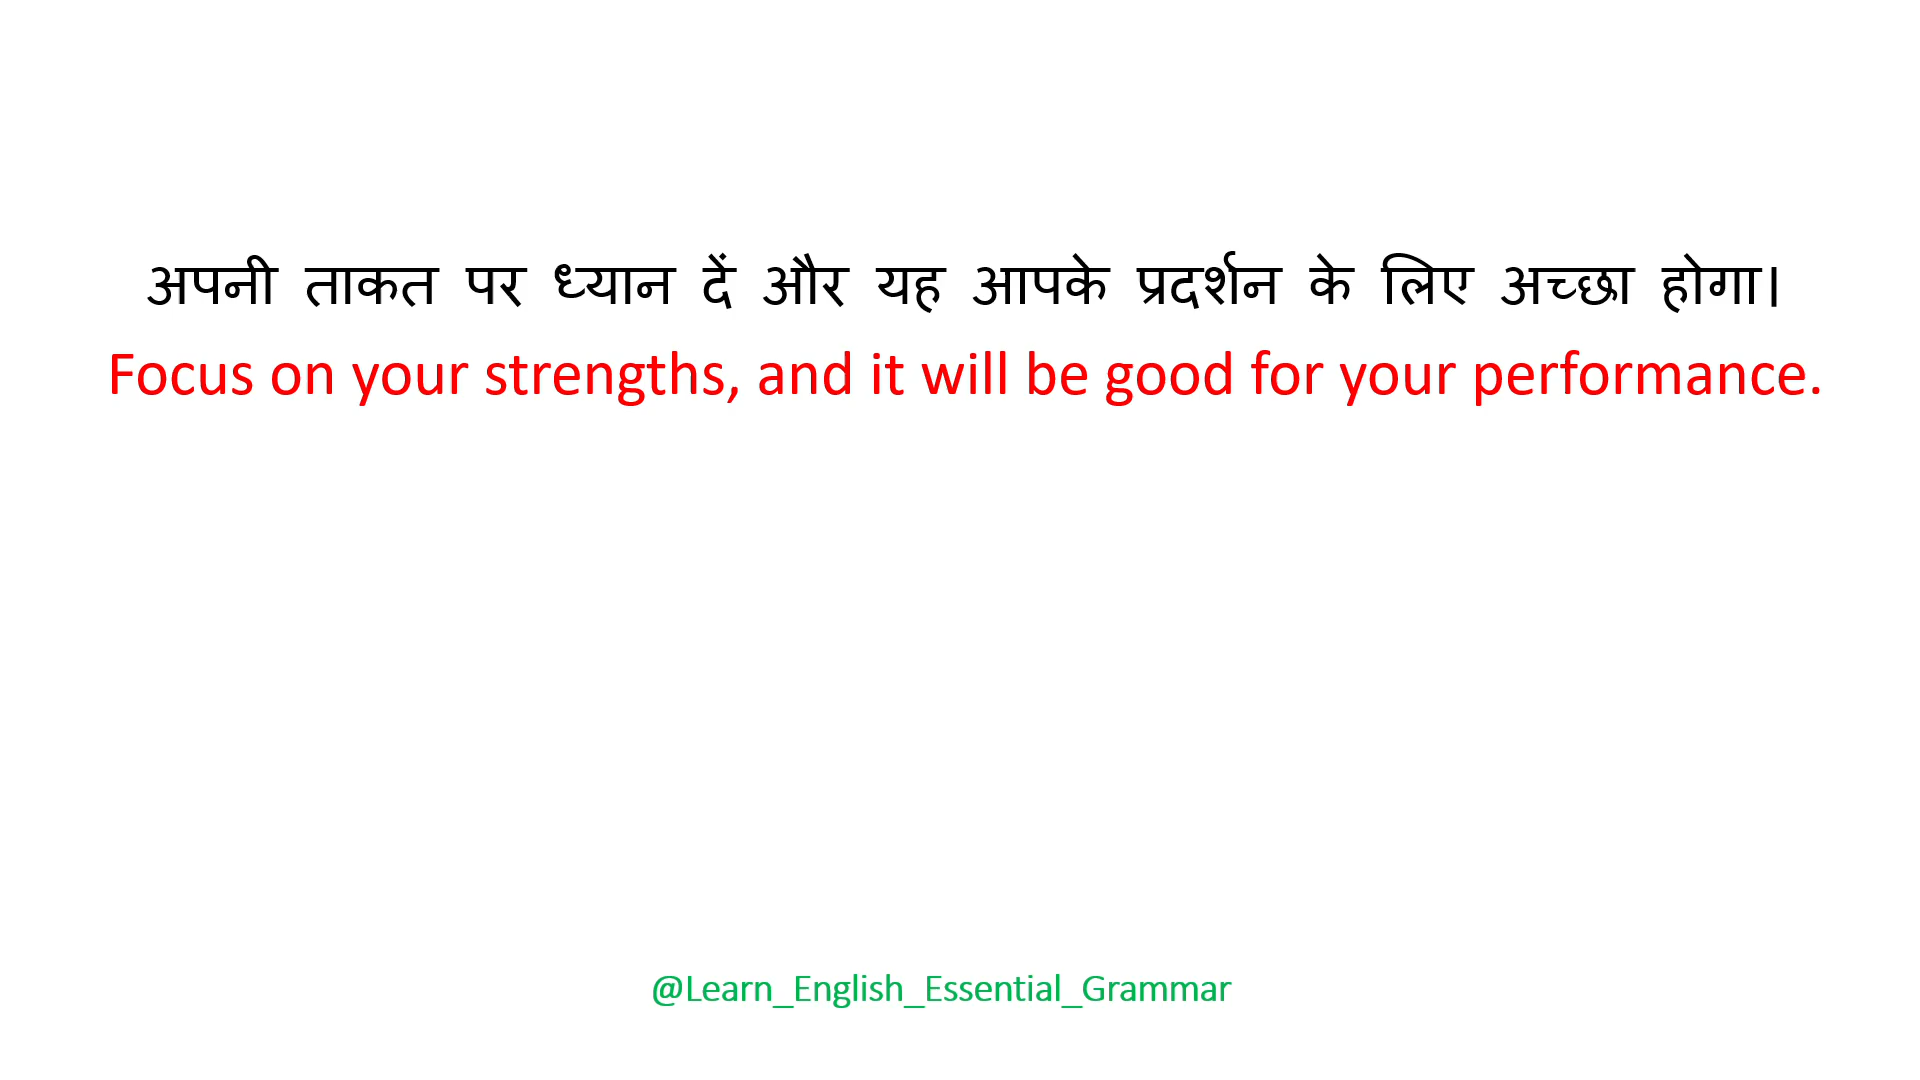 अपनी ताकत पर ध्यान दें और यह आपके प्रदर्शन के लिए अच्छा होगा।
Focus on your strengths, and it will be good for your performance.
@Learn_English_Essential_Grammar